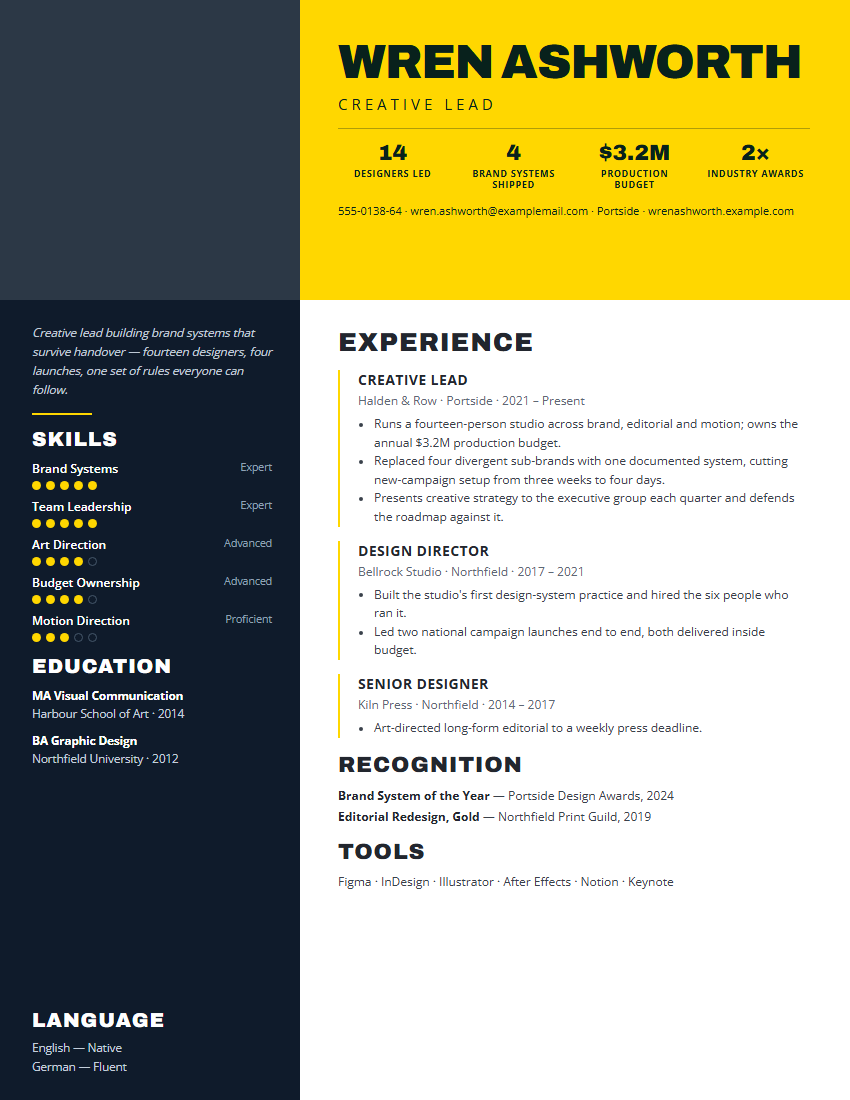 WREN ASHWORTH
CREATIVE LEAD
14
DESIGNERS LED
4
BRAND SYSTEMS
SHIPPED
$3.2M
PRODUCTION
BUDGET
2×
INDUSTRY AWARDS
555-0138-64 · wren.ashworth@examplemail.com · Portside · wrenashworth.example.com
Creative lead building brand systems that
survive handover — fourteen designers, four
launches, one set of rules everyone can
follow.
SKILLS
Brand Systems Expert
Team Leadership Expert
Art Direction Advanced
Budget Ownership Advanced
Motion Direction Proficient
EDUCATION
MA Visual Communication
Harbour School of Art · 2014
BA Graphic Design
Northfield University · 2012
LANGUAGE
English — Native
German — Fluent
EXPERIENCE
CREATIVE LEAD
Halden & Row · Portside · 2021 – Present
• Runs a fourteen-person studio across brand, editorial and motion; owns the
annual $3.2M production budget.
• Replaced four divergent sub-brands with one documented system, cutting
new-campaign setup from three weeks to four days.
• Presents creative strategy to the executive group each quarter and defends
the roadmap against it.
DESIGN DIRECTOR
Bellrock Studio · Northfield · 2017 – 2021
• Built the studio's first design-system practice and hired the six people who
ran it.
• Led two national campaign launches end to end, both delivered inside
budget.
SENIOR DESIGNER
Kiln Press · Northfield · 2014 – 2017
• Art-directed long-form editorial to a weekly press deadline.
RECOGNITION
Brand System of the Year — Portside Design Awards, 2024
Editorial Redesign, Gold — Northfield Print Guild, 2019
TOOLS
Figma · InDesign · Illustrator · After Effects · Notion · Keynote